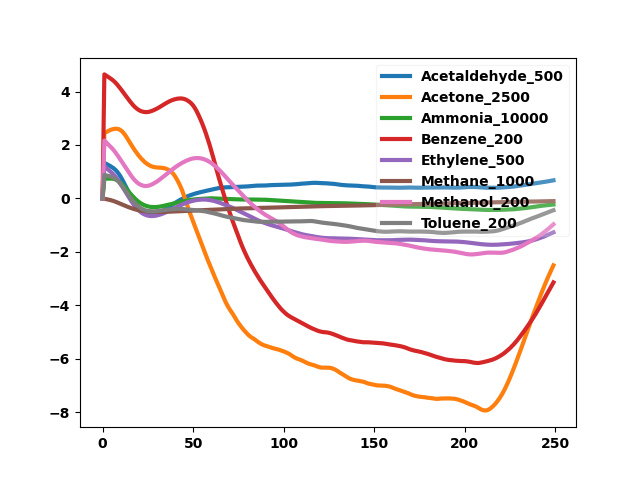 Acetaldehyde_500
Acetone_2500
Ammonia_10000
Benzene_200
Ethylene_500
Methane_1000
Methanol_200
Toluene_200
4
2
0
−2
−4
−6
−8
0 50 100 150 200 250